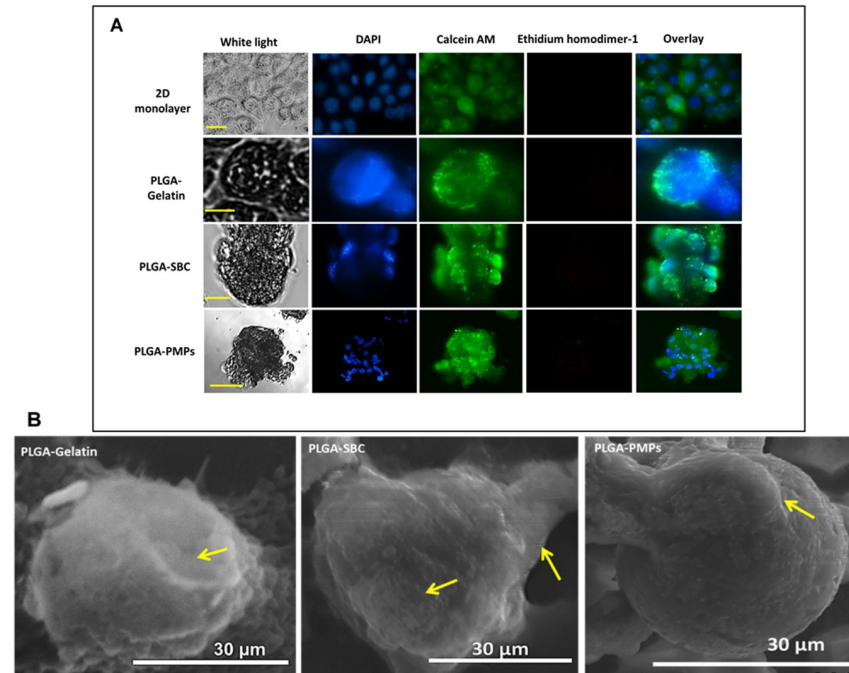 A
White light
DAPI
Calcein AM
Ethidium homodimer-1
Overlay
2D
monolayer
PLGA-
Gelatin
PLGA-SBC
PLGA-PMPs
B
PLGA-Gelatin
PLGA-SBC
PLGA-PMPs
30 µm
30 µm
30 µm